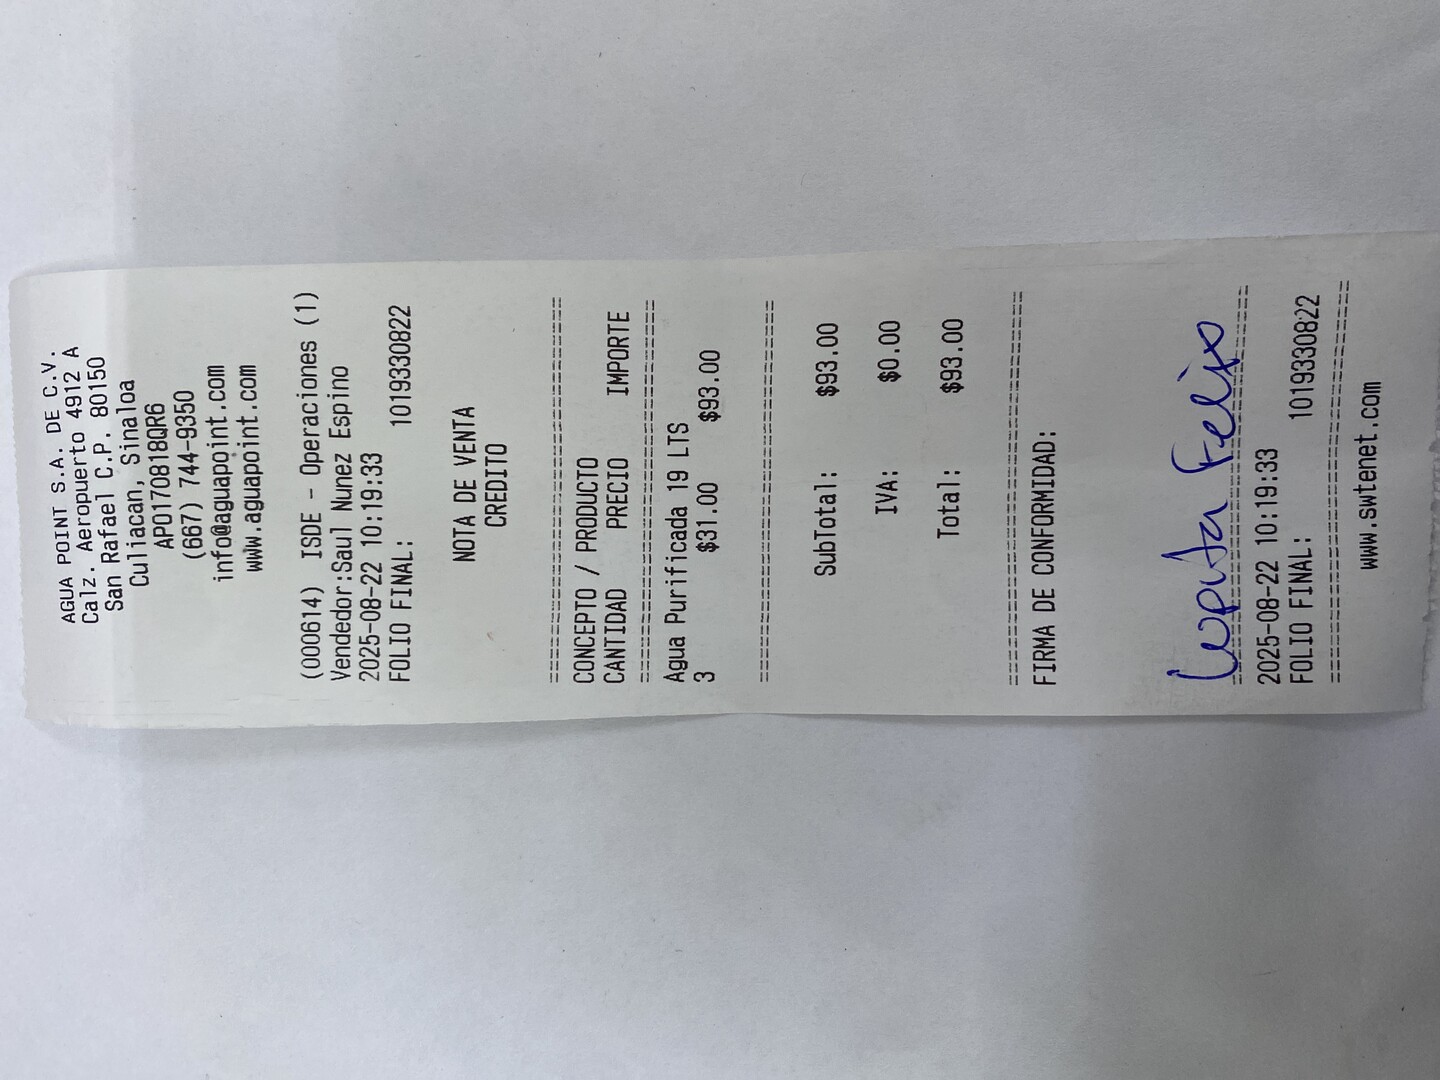 AGUA POINT S.A. DE C.V.
Calz. Aeropuerto 4912 A
San Rafael C.P. 80150
Culiacan, Sinaloa
APO170818QR6
(667) 744-9350
info@aguapoint.com
www.aguapoint.com
(000614) ISDE - Operaciones (1)
Vendedor:Saul Nunez Espino
2025-08-22 10:19:33
FOLIO FINAL: 1019330822
NOTA DE VENTA
CREDITO
CONCEPTO / PRODUCTO
CANTIDAD PRECIO IMPORTE
Agua Purificada 19 LTS
3 $31.00 $93.00
SubTotal: $93.00
IVA: $0.00
Total: $93.00
FIRMA DE CONFORMIDAD:
Lupita Felix
2025-08-22 10:19:33
FOLIO FINAL: 1019330822
www.swtenet.com